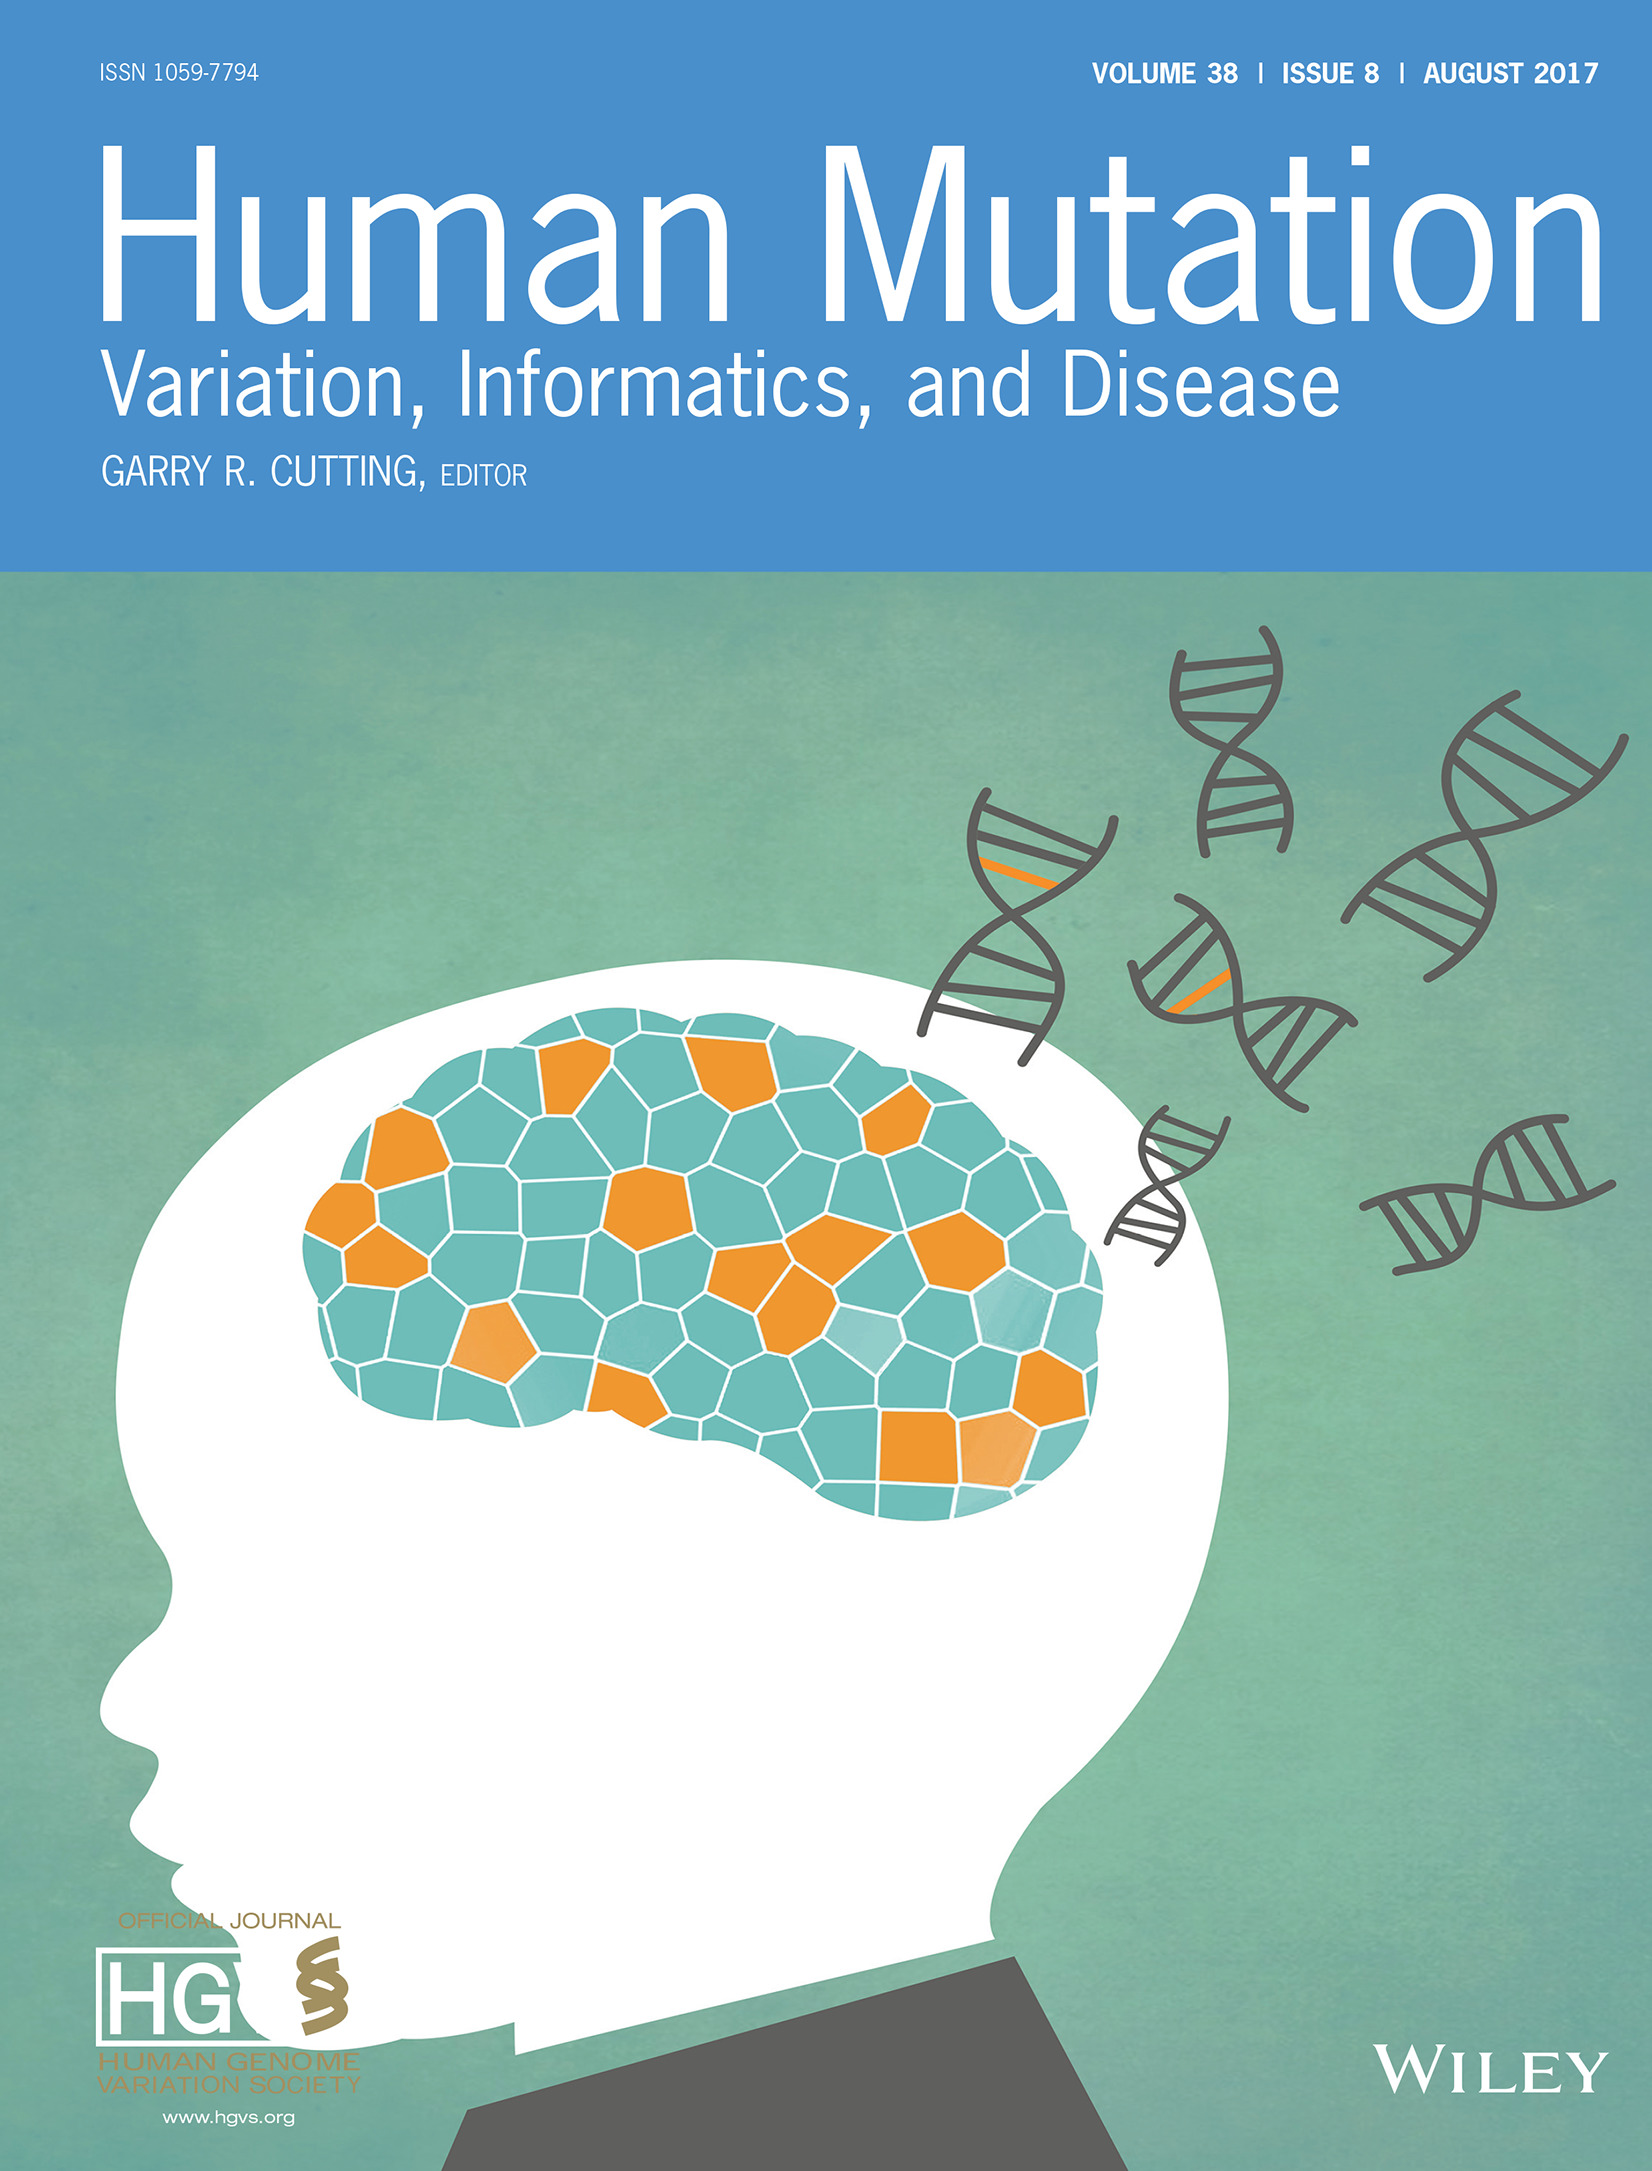 ISSN 1059-7794
VOLUME 38 | ISSUE 8 | AUGUST 2017
Human Mutation
Variation, Informatics, and Disease
GARRY R. CUTTING, EDITOR
OFFICIAL JOURNAL
HG
HUMAN GENOME
VARIATION SOCIETY
www.hgvs.org
WILEY